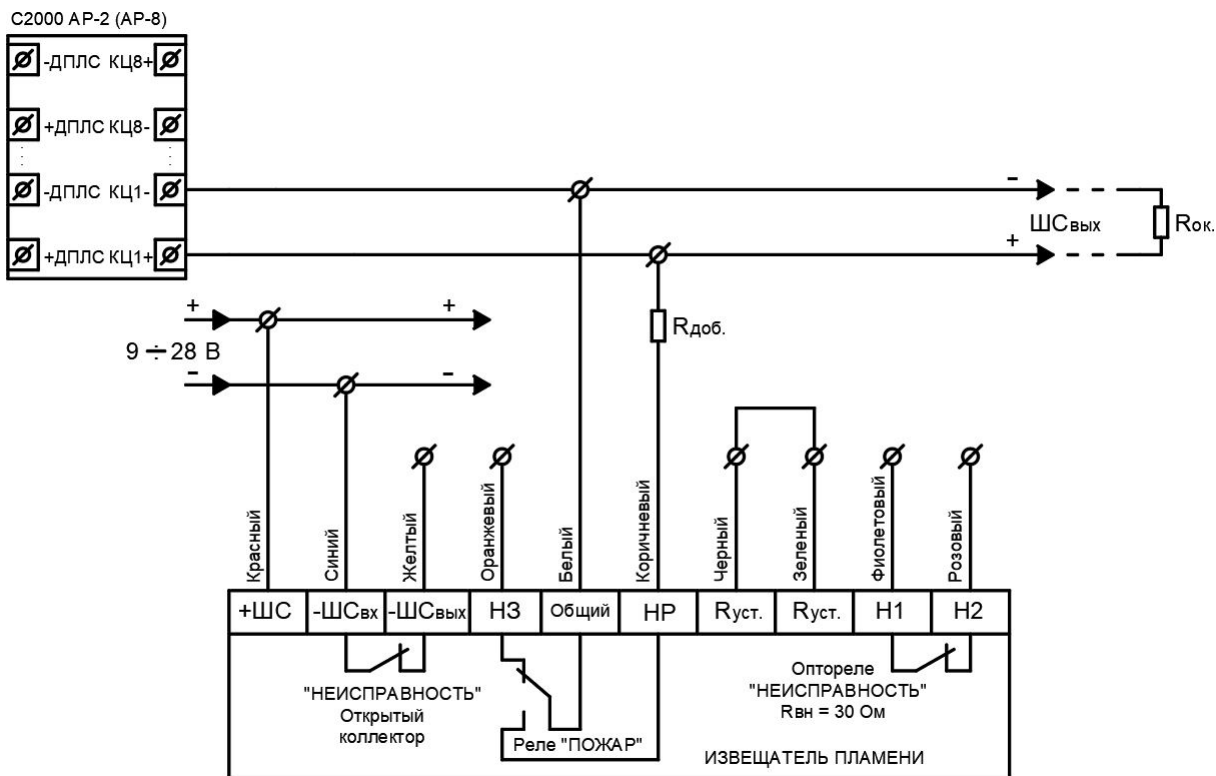 С2000 АР-2 (АР-8)
-ДПЛС КЦ8+
+ДПЛС КЦ8-
-ДПЛС КЦ1-
+ДПЛС КЦ1+
-
ШСвых
+
Rок.
+ +
9 ÷ 28 В
- -
Rдоб.
Красный
Синий
Желтый
Оранжевый
Белый
Коричневый
Черный
Зеленый
Фиолетовый
Розовый
+ШС -ШСвх -ШСвых НЗ Общий НР Rуст. Rуст. Н1 Н2
"НЕИСПРАВНОСТЬ"
Открытый
коллектор
Реле "ПОЖАР"
Оптореле
"НЕИСПРАВНОСТЬ"
Rвн = 30 Ом
ИЗВЕЩАТЕЛЬ ПЛАМЕНИ